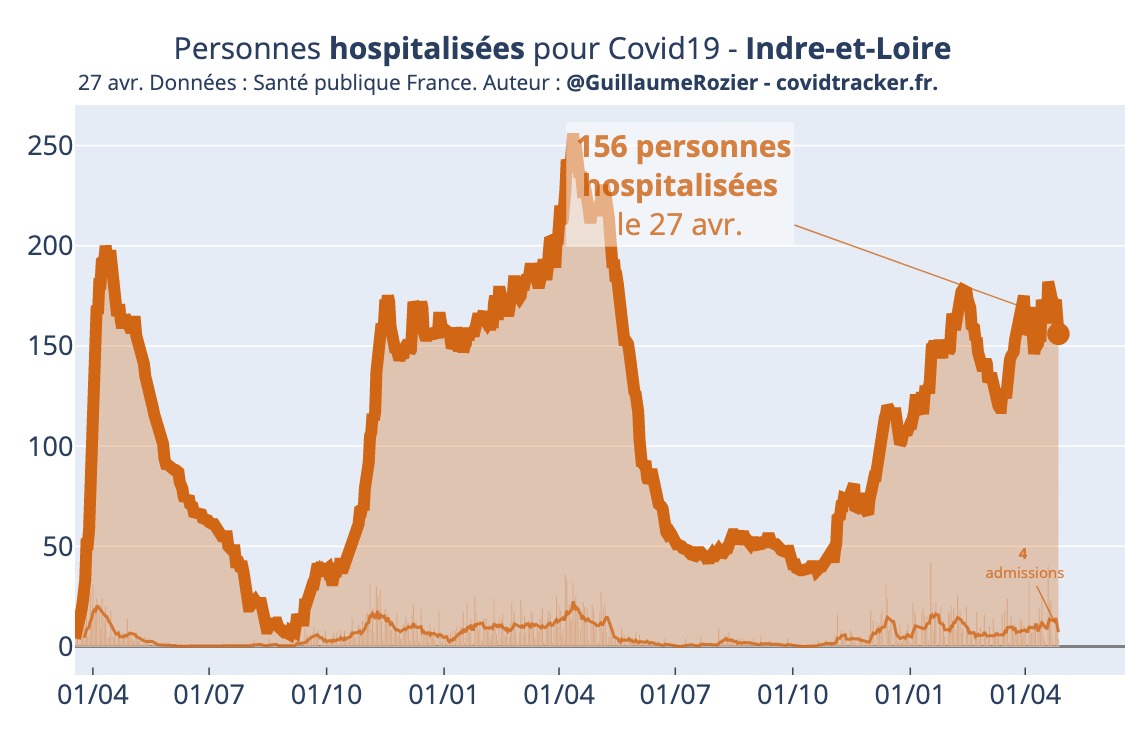 Personnes hospitalisées pour Covid19 - Indre-et-Loire
27 avr. Données : Santé publique France. Auteur : @GuillaumeRozier - covidtracker.fr.
250
156 personnes
hospitalisées
le 27 avr.
200
150
100
50
4
admissions
0
01/04 01/07 01/10 01/01 01/04 01/07 01/10 01/01 01/04